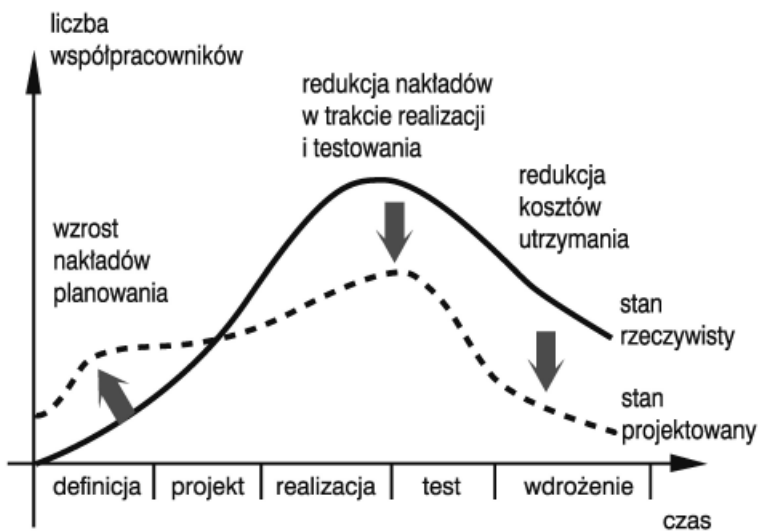 liczba
współpracowników
redukcja nakładów
w trakcie realizacji
i testowania
redukcja
kosztów
utrzymania
wzrost
nakładów
planowania
stan
rzeczywisty
stan
projektowany
definicja
projekt
realizacja
test
wdrożenie
czas